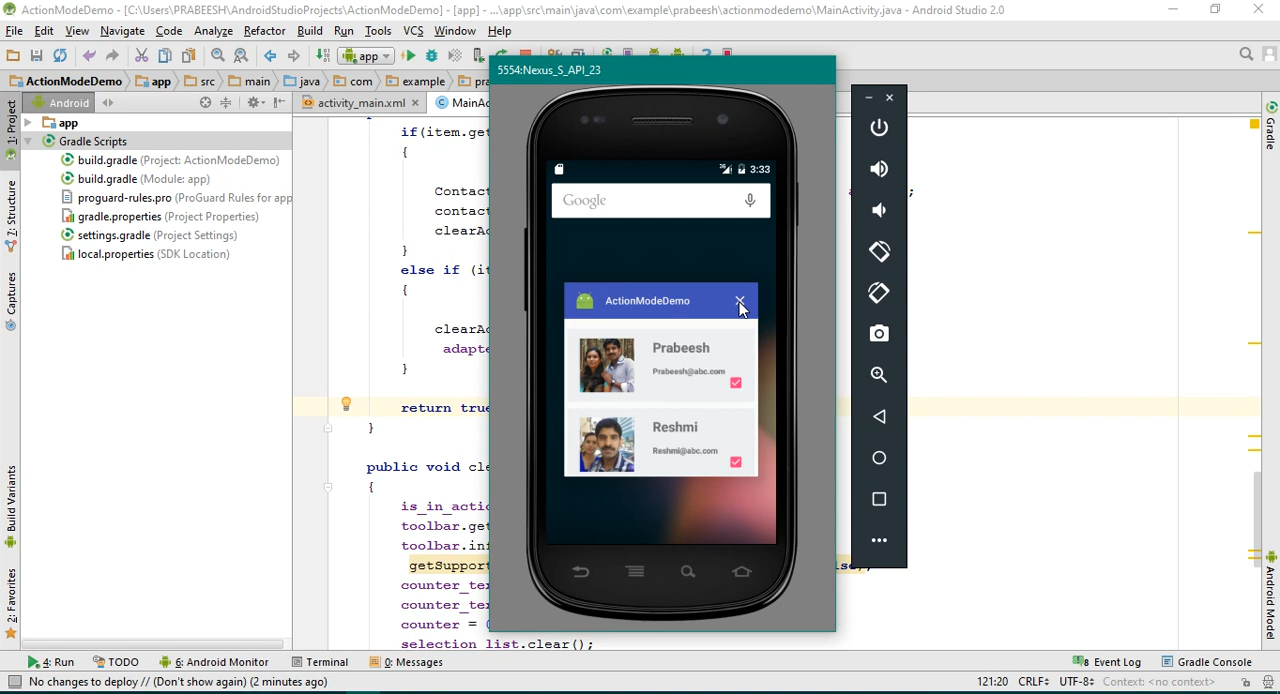 ActionModeDemo - [C:\Users\PRABEESH\AndroidStudioProjects\ActionModeDemo] - [app] - ...\app\src\main\java\com\example\prabeesh\actionmodedemo\MainActivity.java - Android Studio 2.0
File Edit View Navigate Code Analyze Refactor Build Run Tools VCS Window Help
app
ActionModeDemo app src main java com example pra
Android
activity_main.xml MainAc
1: Project
Z: Structure
Captures
Build Variants
2: Favorites
app
Gradle Scripts
build.gradle (Project: ActionModeDemo)
build.gradle (Module: app)
proguard-rules.pro (ProGuard Rules for app
gradle.properties (Project Properties)
settings.gradle (Project Settings)
local.properties (SDK Location)
if(item.get
{
Contact
contact
clearAc
}
else if (it
{
clearAc
adapte
}
return true
}
public void cle
{
is_in_actio
toolbar.get
toolbar.inf
getSupport
counter_te
counter_te
counter = 0
selection_list.clear();
;
lse);
5554:Nexus_S_API_23
3:33
Google
ActionModeDemo
Prabeesh
Prabeesh@abc.com
Reshmi
Reshmi@abc.com
Gradle
Android Model
4: Run TODO 6: Android Monitor Terminal 0: Messages 8 Event Log Gradle Console
No changes to deploy // (Don't show again) (2 minutes ago) 121:20 CRLF UTF-8 Context: <no context>